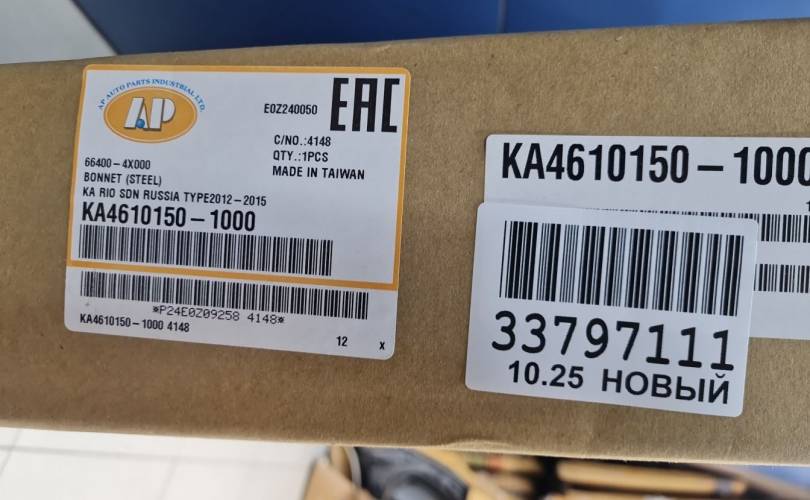 AP AUTO PARTS INDUSTRIAL LTD.
AP
E0Z240050
EAC
C/NO.:4148
QTY.:1PCS
MADE IN TAIWAN
66400-4X000
BONNET (STEEL)
KA RIO SDN RUSSIA TYPE2012-2015
KA4610150-1000
*P24E0Z09258 4148*
KA4610150-1000 4148
12 X
KA4610150-1000
33797111
10.25 НОВЫЙ